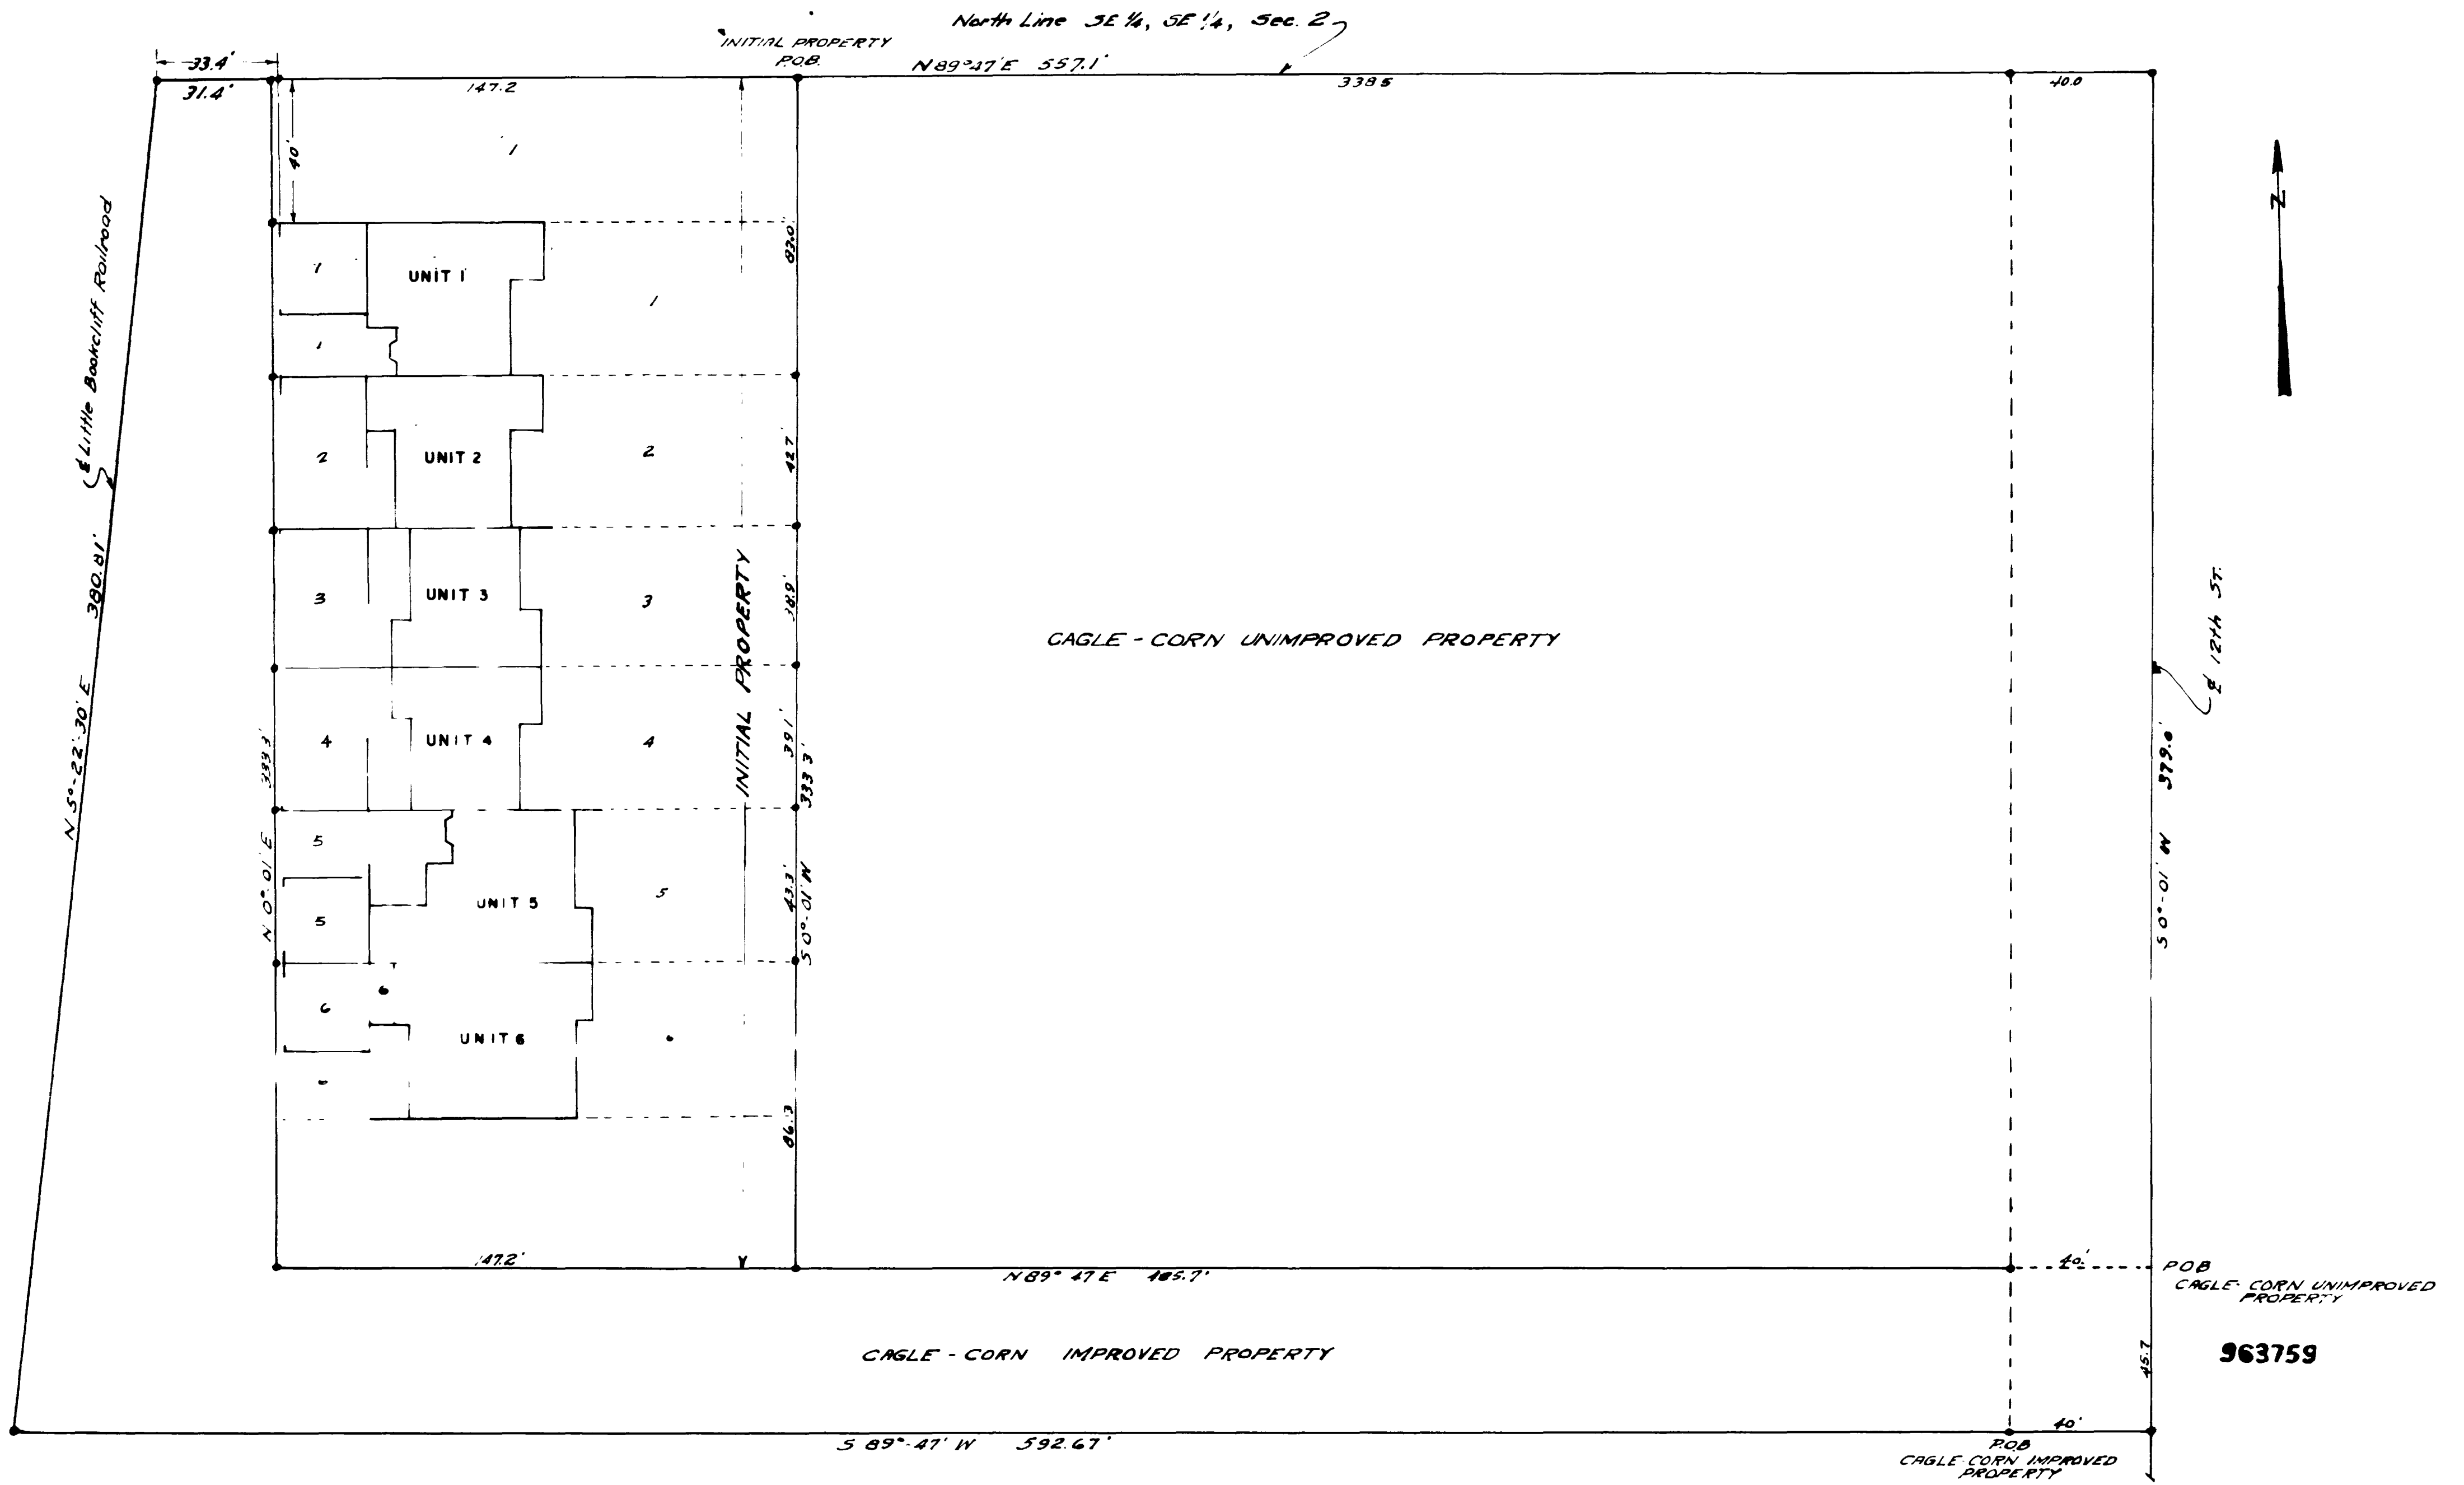 North Line SE 1/4, SE 1/4, Sec. 2
INITIAL PROPERTY
P.O.B.
N89°47'E 557.1'
33.4'
31.4'
147.2
338.5
40.0
40'
1
83.0'
1
UNIT 1
1
1
N
℄ Little Bookcliff Railroad
2
UNIT 2
2
42.7'
3
UNIT 3
3
38.9'
INITIAL PROPERTY
CAGLE - CORN UNIMPROVED PROPERTY
℄ 12th ST.
N 5°-22'-30" E 380.81'
4
UNIT 4
4
39.1'
N 0°-01' E 333.3'
S 0°-01' W 333.3'
S 0°-01' W 379.0'
5
5
UNIT 5
5
43.3'
6
6
UNIT 6
6
86.3
147.2'
N 89° 47 E 485.7'
40'
P.O.B
CAGLE-CORN UNIMPROVED
PROPERTY
CAGLE - CORN IMPROVED PROPERTY
45.7
963759
S 89°-47' W 592.67'
40'
P.O.B
CAGLE-CORN IMPROVED
PROPERTY